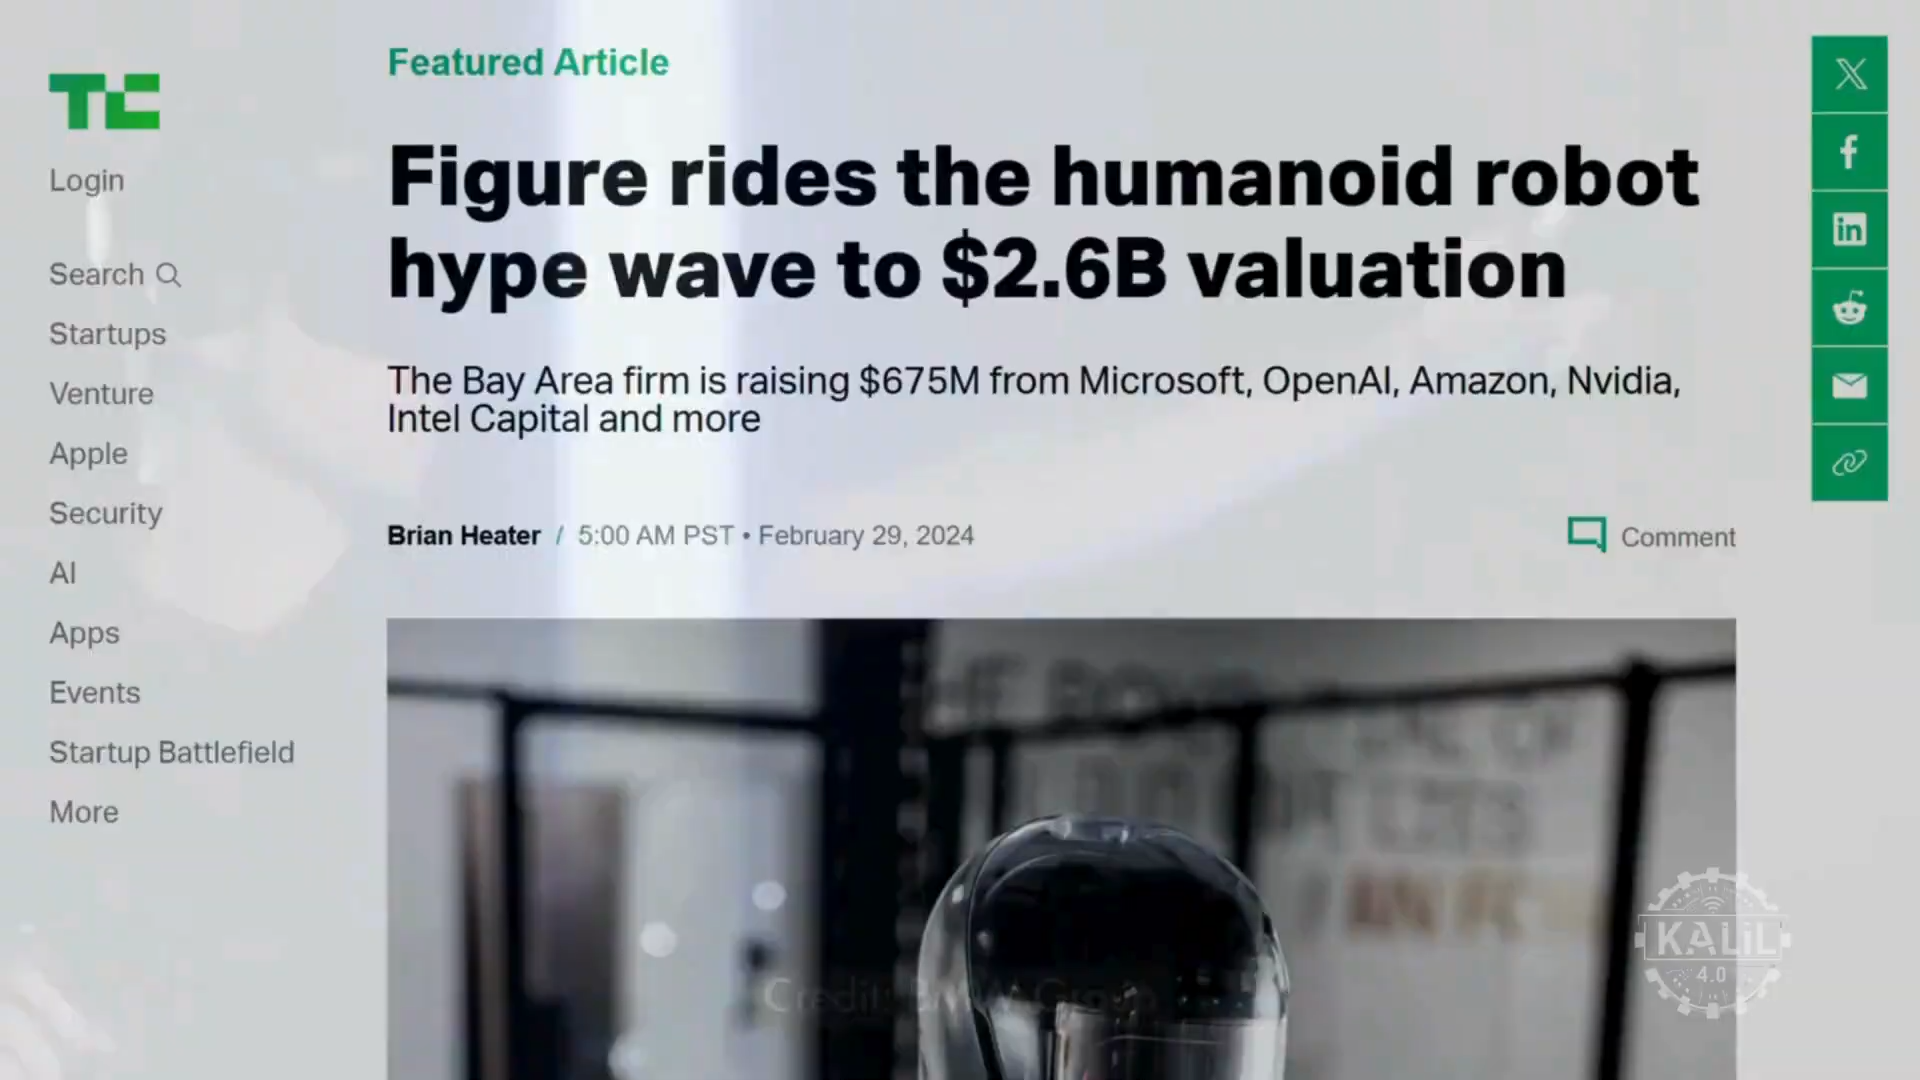 TC
Login
Search
Startups
Venture
Apple
Security
AI
Apps
Events
Startup Battlefield
More
Featured Article
Figure rides the humanoid robot
hype wave to $2.6B valuation
The Bay Area firm is raising $675M from Microsoft, OpenAI, Amazon, Nvidia,
Intel Capital and more
Brian Heater / 5:00 AM PST • February 29, 2024
Comment
X
f
in
KALIL
4.0